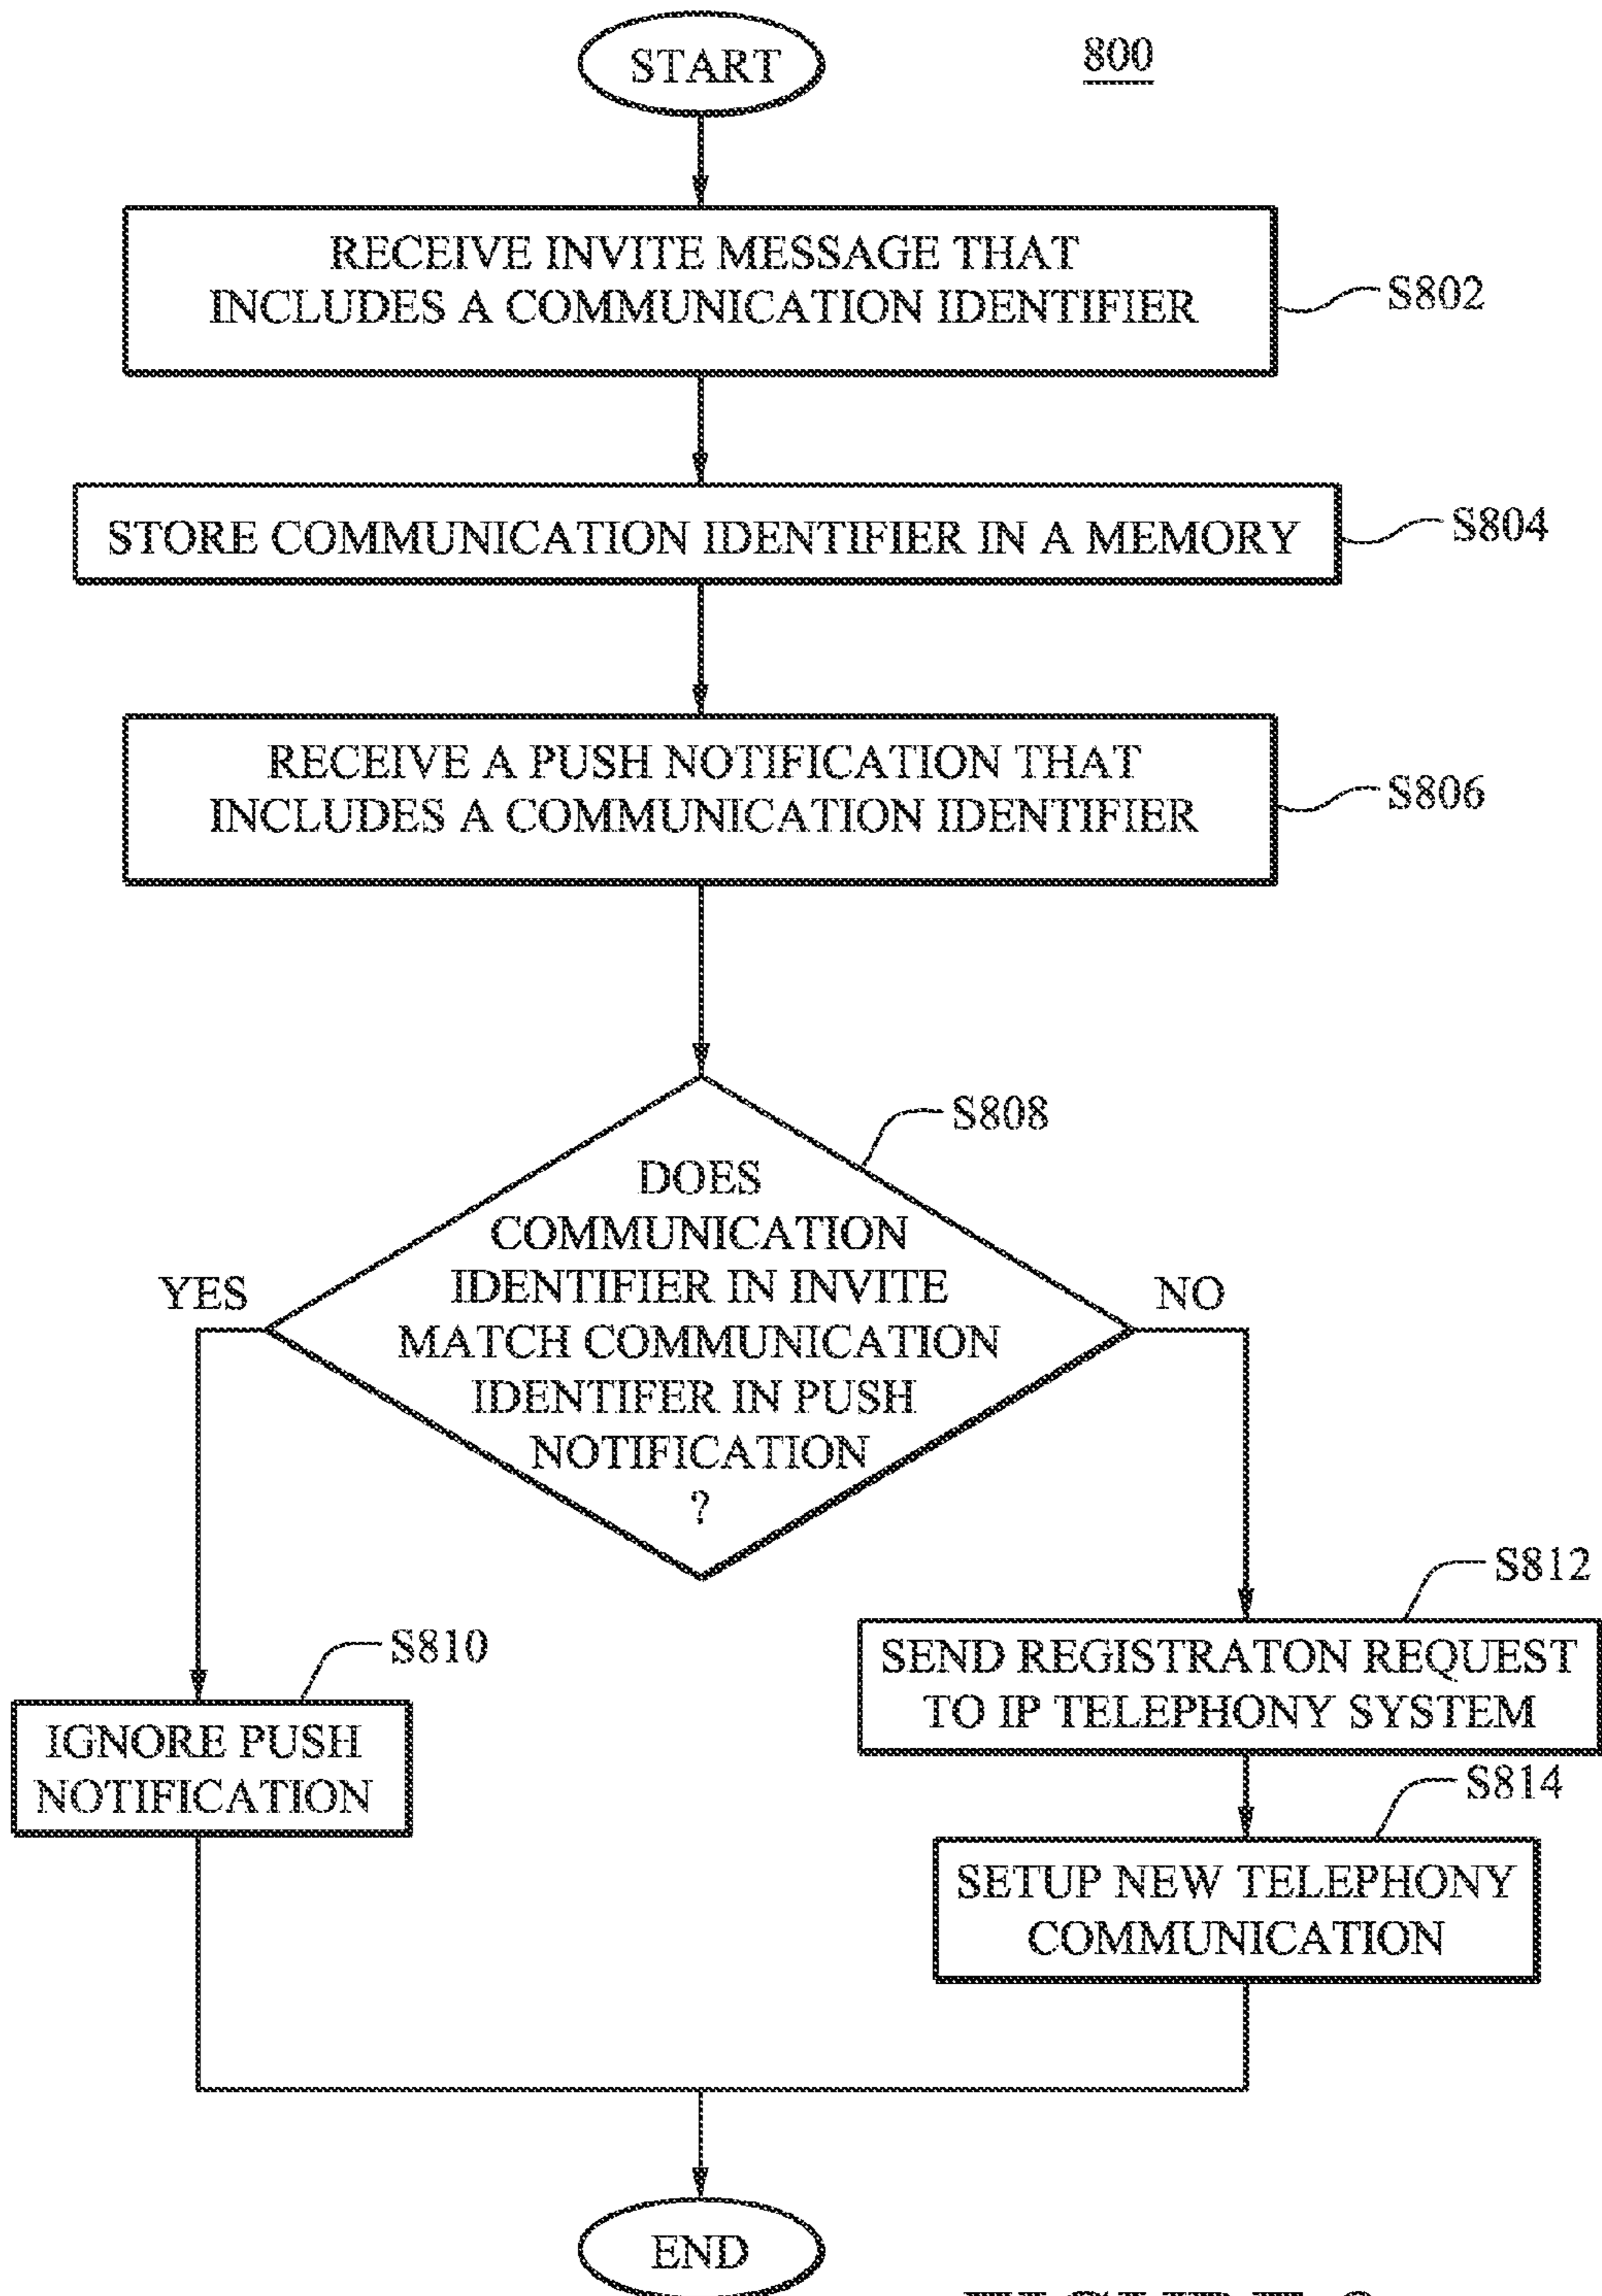 START
800
RECEIVE INVITE MESSAGE THAT
INCLUDES A COMMUNICATION IDENTIFIER
S802
STORE COMMUNICATION IDENTIFIER IN A MEMORY
S804
RECEIVE A PUSH NOTIFICATION THAT
INCLUDES A COMMUNICATION IDENTIFIER
S806
S808
DOES
COMMUNICATION
IDENTIFIER IN INVITE
MATCH COMMUNICATION
IDENTIFER IN PUSH
NOTIFICATION
?
YES
NO
S812
SEND REGISTRATON REQUEST
TO IP TELEPHONY SYSTEM
S810
IGNORE PUSH
NOTIFICATION
S814
SETUP NEW TELEPHONY
COMMUNICATION
END